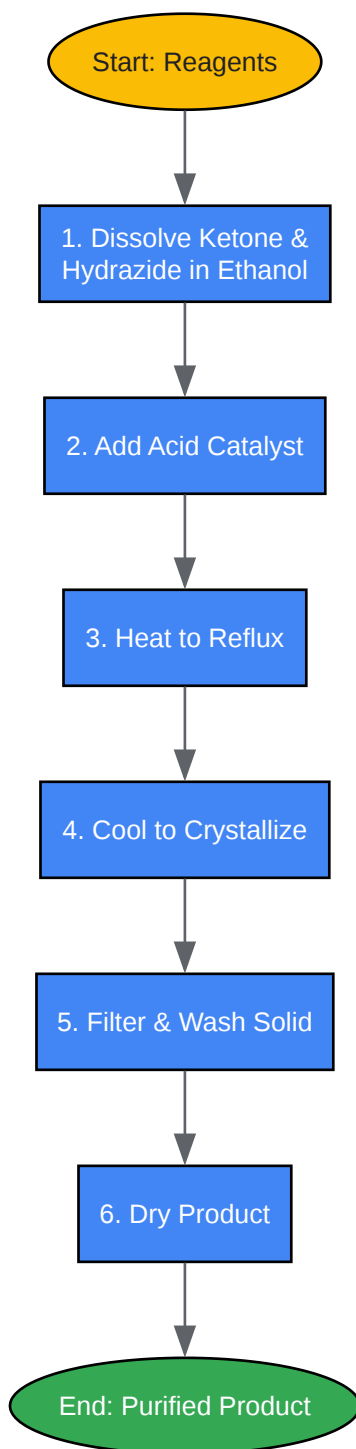 Start: Reagents
1. Dissolve Ketone &
Hydrazide in Ethanol
2. Add Acid Catalyst
3. Heat to Reflux
4. Cool to Crystallize
5. Filter & Wash Solid
6. Dry Product
End: Purified Product